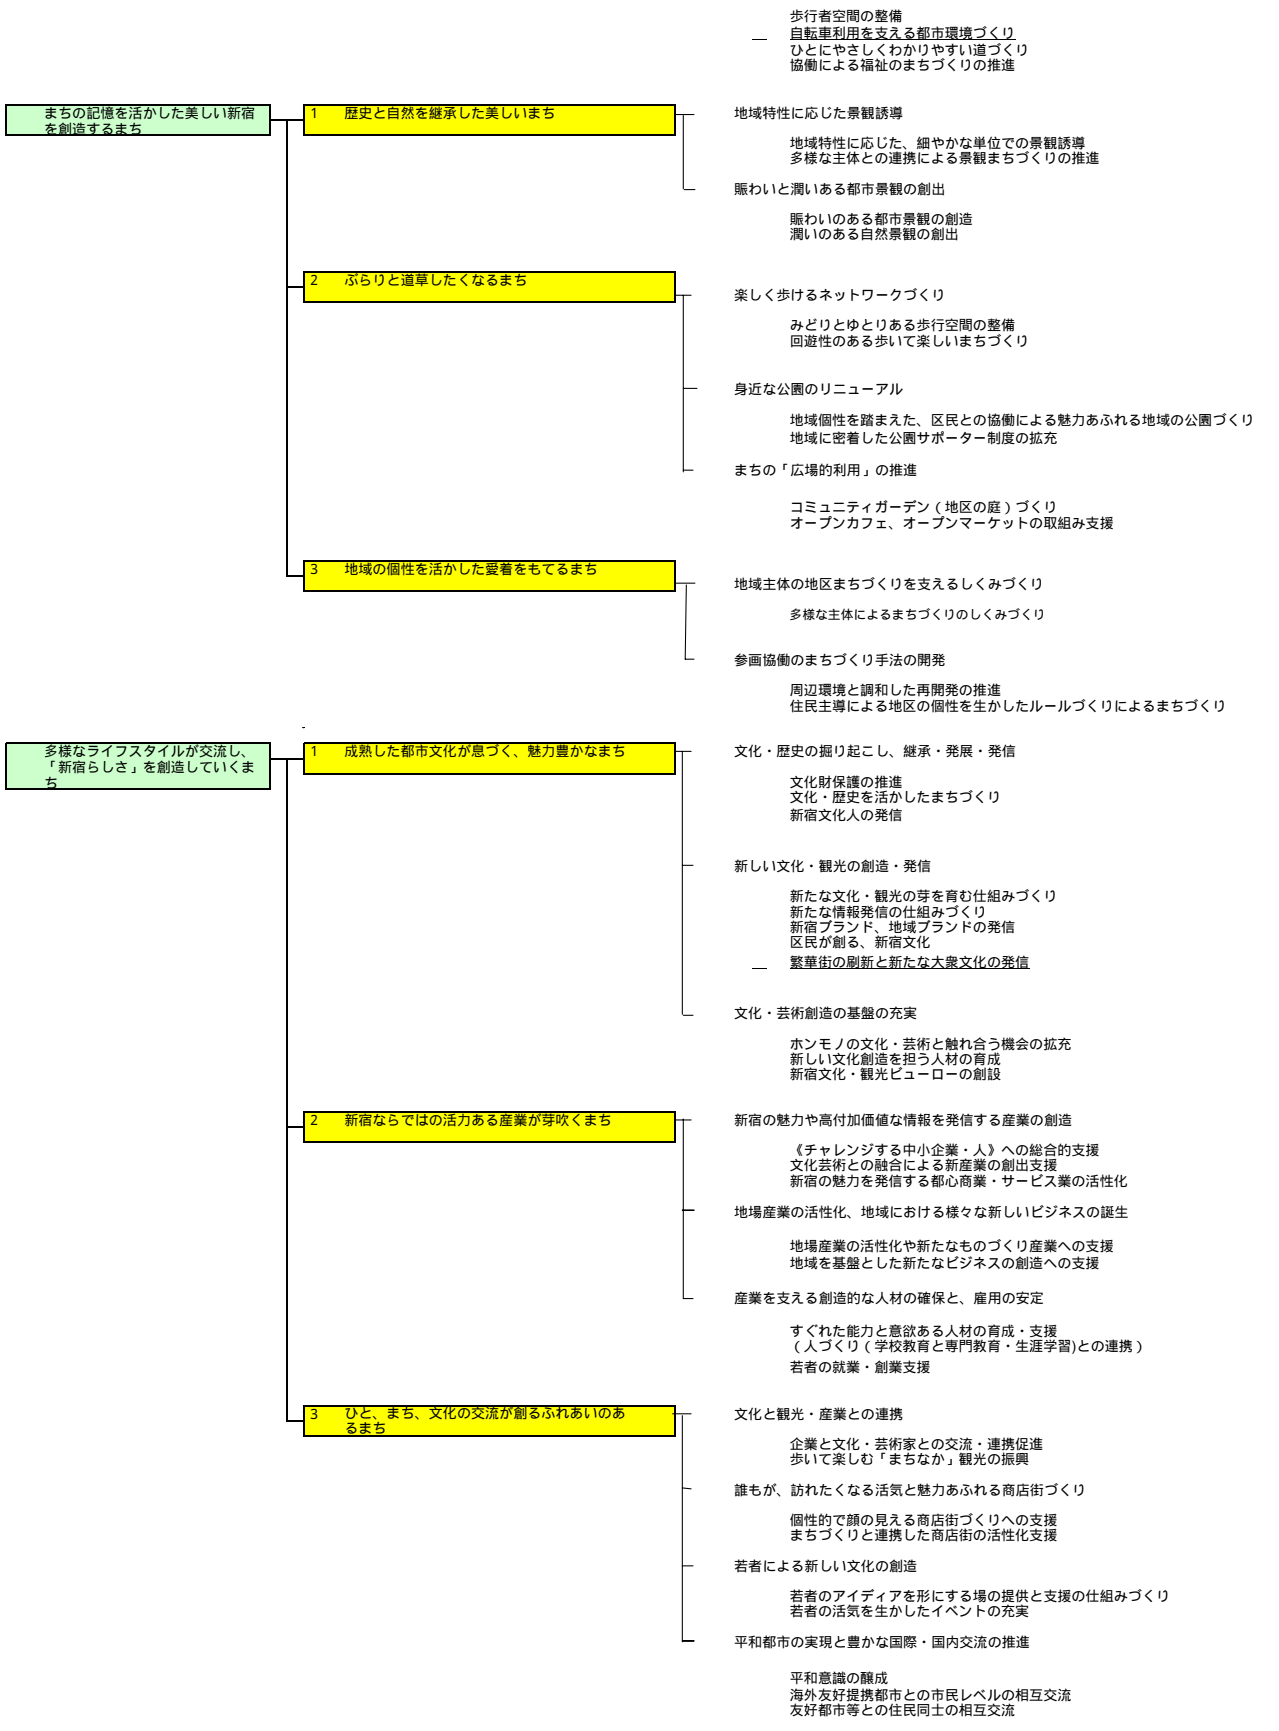 歩行者空間の整備
自転車利用を支える都市環境づくり
ひとにやさしくわかりやすい道づくり
協働による福祉のまちづくりの推進
まちの記憶を活かした美しい新宿
を創造するまち
1 歴史と自然を継承した美しいまち
地域特性に応じた景観誘導
地域特性に応じた、細やかな単位での景観誘導
多様な主体との連携による景観まちづくりの推進
賑わいと潤いある都市景観の創出
賑わいのある都市景観の創造
潤いのある自然景観の創出
2 ぶらりと道草したくなるまち
楽しく歩けるネットワークづくり
みどりとゆとりある歩行空間の整備
回遊性のある歩いて楽しいまちづくり
身近な公園のリニューアル
地域個性を踏まえた、区民との協働による魅力あふれる地域の公園づくり
地域に密着した公園サポーター制度の拡充
まちの「広場的利用」の推進
コミュニティガーデン(地区の庭)づくり
オープンカフェ、オープンマーケットの取組み支援
3 地域の個性を活かした愛着をもてるまち
地域主体の地区まちづくりを支えるしくみづくり
多様な主体によるまちづくりのしくみづくり
参画協働のまちづくり手法の開発
周辺環境と調和した再開発の推進
住民主導による地区の個性を生かしたルールづくりによるまちづくり
多様なライフスタイルが交流し、
「新宿らしさ」を創造していくま
ち
1 成熟した都市文化が息づく、魅力豊かなまち
文化・歴史の掘り起こし、継承・発展・発信
文化財保護の推進
文化・歴史を活かしたまちづくり
新宿文化人の発信
新しい文化・観光の創造・発信
新たな文化・観光の芽を育む仕組みづくり
新たな情報発信の仕組みづくり
新宿ブランド、地域ブランドの発信
区民が創る、新宿文化
繁華街の刷新と新たな大衆文化の発信
文化・芸術創造の基盤の充実
ホンモノの文化・芸術と触れ合う機会の拡充
新しい文化創造を担う人材の育成
新宿文化・観光ビューローの創設
2 新宿ならではの活力ある産業が芽吹くまち
新宿の魅力や高付加価値な情報を発信する産業の創造
《チャレンジする中小企業・人》への総合的支援
文化芸術との融合による新産業の創出支援
新宿の魅力を発信する都心商業・サービス業の活性化
地場産業の活性化、地域における様々な新しいビジネスの誕生
地場産業の活性化や新たなものづくり産業への支援
地域を基盤とした新たなビジネスの創造への支援
産業を支える創造的な人材の確保と、雇用の安定
すぐれた能力と意欲ある人材の育成・支援
(人づくり(学校教育と専門教育・生涯学習)との連携)
若者の就業・創業支援
3 ひと、まち、文化の交流が創るふれあいのあ
るまち
文化と観光・産業との連携
企業と文化・芸術家との交流・連携促進
歩いて楽しむ「まちなか」観光の振興
誰もが、訪れたくなる活気と魅力あふれる商店街づくり
個性的で顔の見える商店街づくりへの支援
まちづくりと連携した商店街の活性化支援
若者による新しい文化の創造
若者のアイディアを形にする場の提供と支援の仕組みづくり
若者の活気を生かしたイベントの充実
平和都市の実現と豊かな国際・国内交流の推進
平和意識の醸成
海外友好提携都市との市民レベルの相互交流
友好都市等との住民同士の相互交流